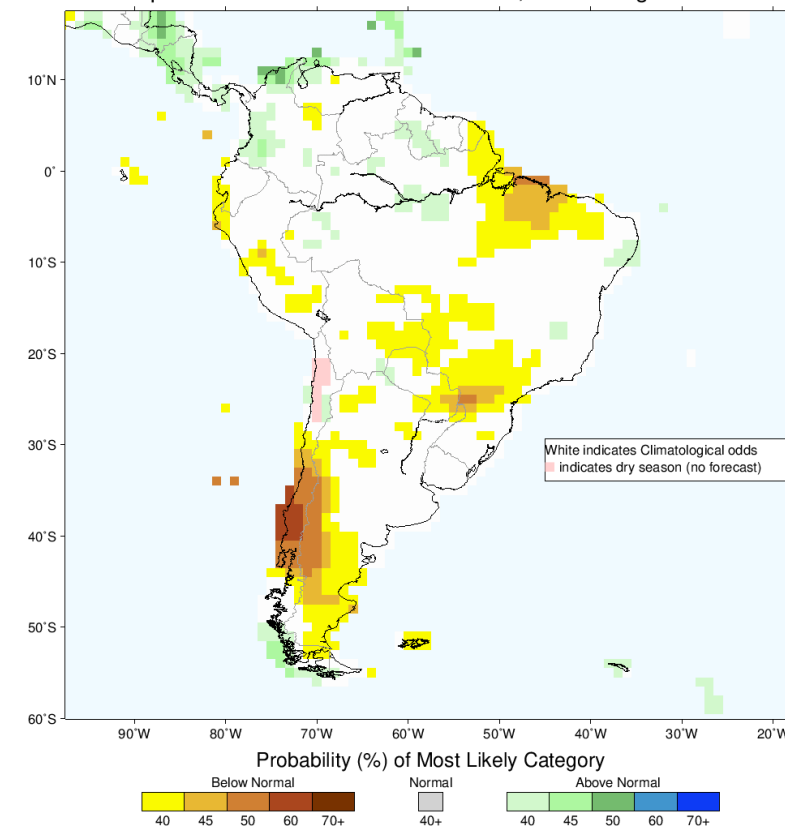 10˚N
0˚
10˚S
20˚S
30˚S
White indicates Climatological odds
indicates dry season (no forecast)
40˚S
50˚S
60˚S
90˚W 80˚W 70˚W 60˚W 50˚W 40˚W 30˚W 20˚W
Probability (%) of Most Likely Category
Below Normal Normal Above Normal
40 45 50 60 70+ 40+ 40 45 50 60 70+